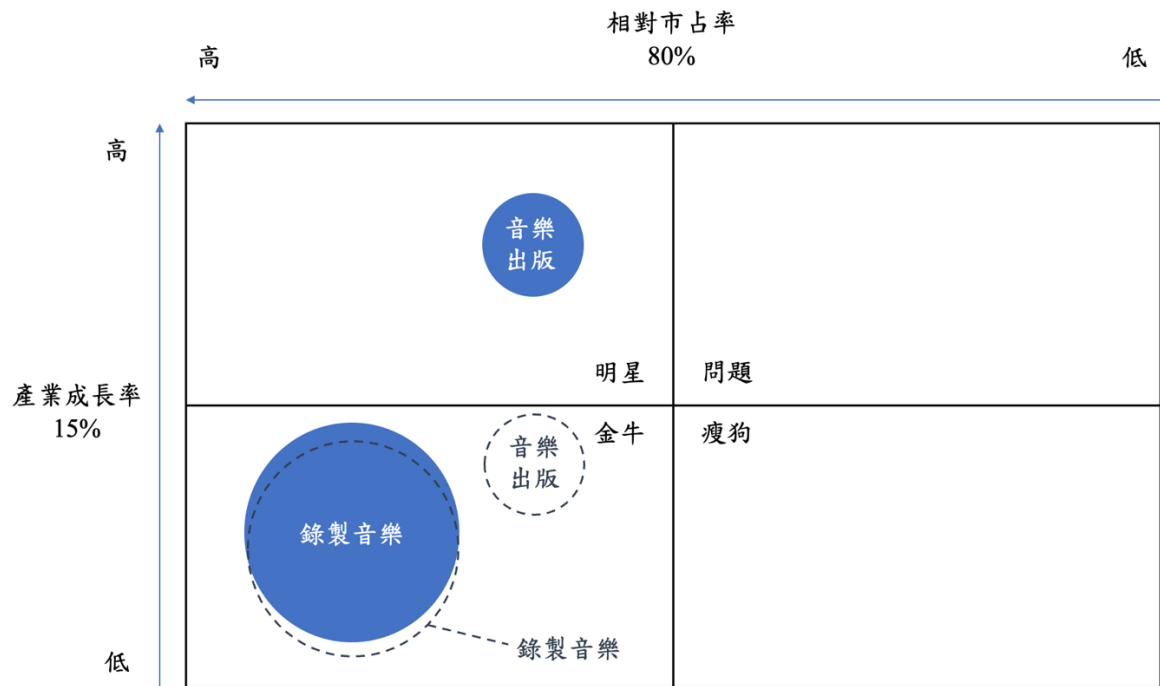 相對市占率
80%
高
低
高
音樂
出版
明星
問題
產業成長率
15%
金牛
瘦狗
音樂
出版
錄製音樂
錄製音樂
低